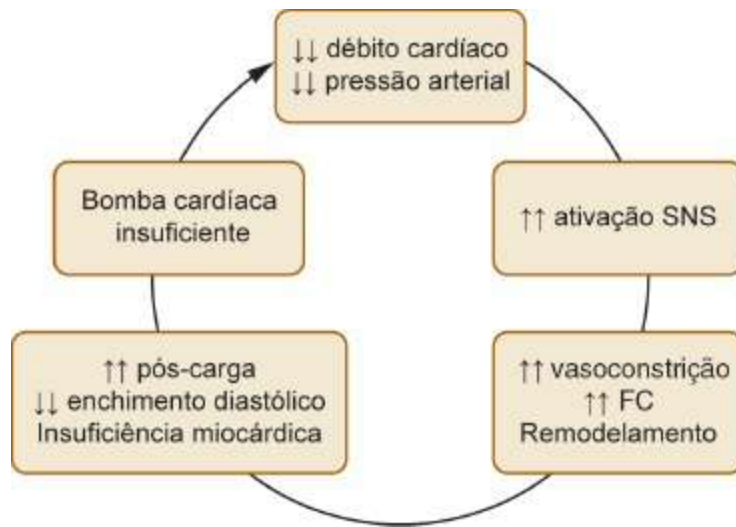 ↓↓ débito cardíaco
↓↓ pressão arterial
↑↑ ativação SNS
↑↑ vasoconstrição
↑↑ FC
Remodelamento
↑↑ pós-carga
↓↓ enchimento diastólico
Insuficiência miocárdica
Bomba cardíaca
insuficiente